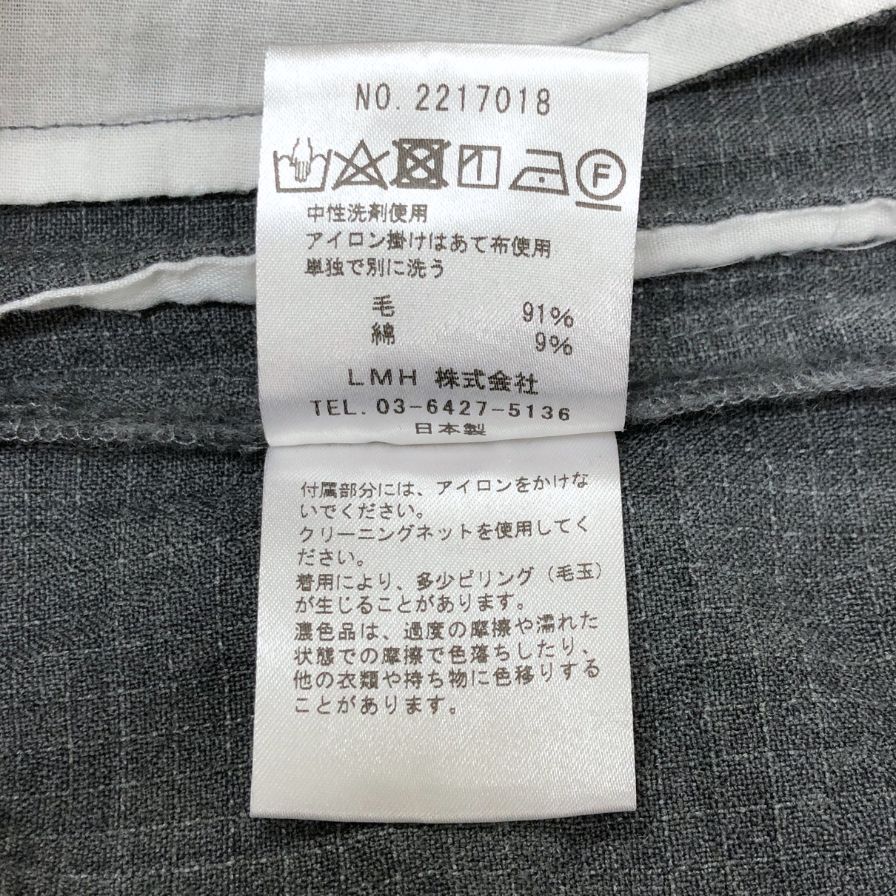 NO.2217018
F
中性洗剤使用
アイロン掛けはあて布使用
単独で別に洗う
毛 91%
綿 9%
LMH 株式会社
TEL. 03-6427-5136
日本製
付属部分には、アイロンをかけな
いでください。
クリーニングネットを使用してく
ださい。
着用により、多少ピリング(毛玉)
が生じることがあります。
濃色品は、過度の摩擦や濡れた
状態での摩擦で色落ちしたり、
他の衣類や持ち物に色移りする
ことがあります。